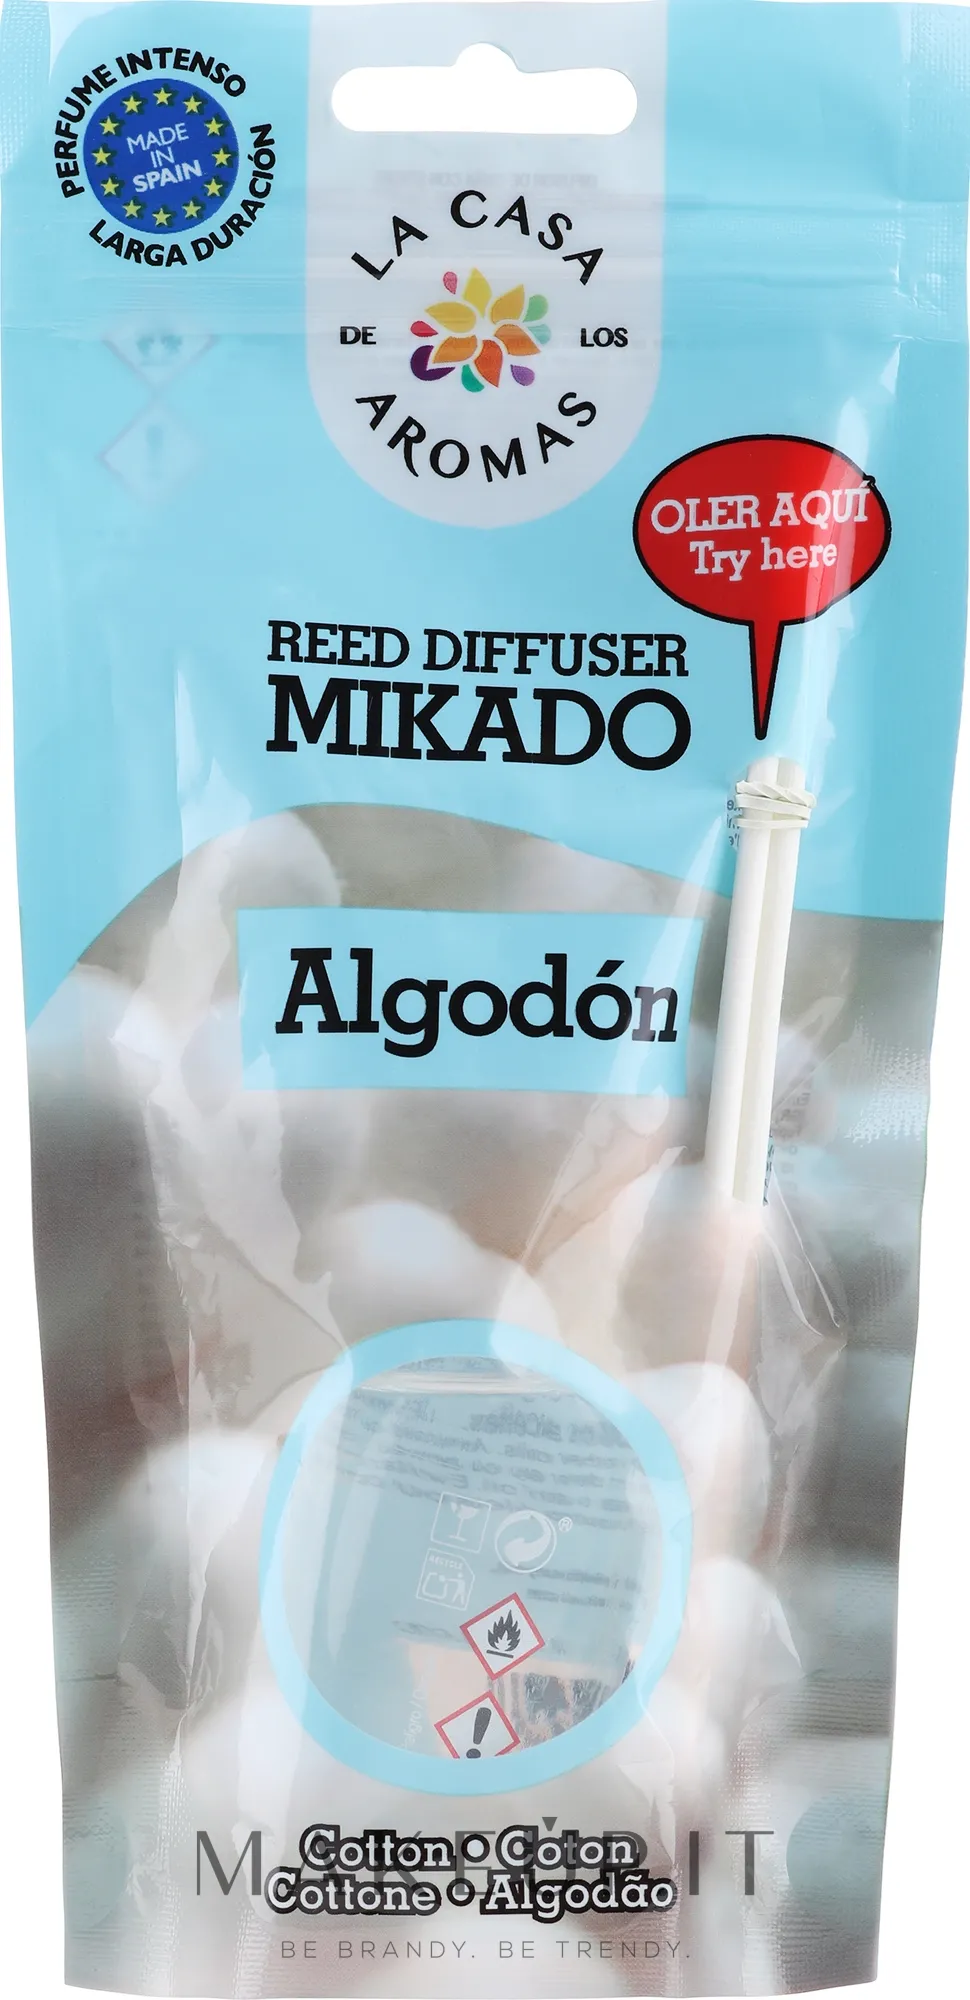 PERFUME INTENSO
MADE
IN
SPAIN
LARGA DURACIÓN
LA CASA
DE LOS
AROMAS
OLER AQUÍ
Try here
REED DIFFUSER
MIKADO
Algodón
RECYCLE
®
Cotton Coton
Cottone Algodão
MAKEUP.IT
BE BRANDY. BE TRENDY.